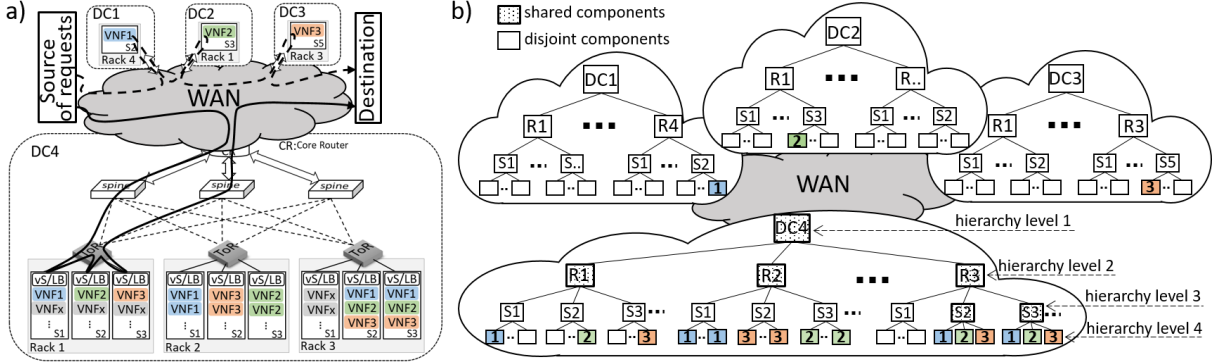 a)
Source
of requests
DC1
VNF1
S2
Rack 4
DC2
VNF2
S3
Rack 1
DC3
VNF3
S5
Rack 3
Destination
WAN
CR:Core Router
DC4
spine
spine
spine
ToR
ToR
ToR
vS/LB vS/LB vS/LB
VNF1 VNF2 VNF3
VNFx VNFx VNFx
S1 S2 S3
Rack 1
vS/LB vS/LB vS/LB
VNF1 VNF3 VNF2
VNF1 VNF3 VNF2
S1 S2 S3
Rack 2
vS/LB vS/LB vS/LB
VNFx VNF1 VNF1
VNFx VNF2 VNF2
VNF3 VNF3
S1 S2 S3
Rack 3
b)
shared components
disjoint components
DC1
R1 R4
S1 S.. S1 S2
1
DC2
R1 R..
S1 S3 S1 S2
2
DC3
R1 R3
S1 S2 S1 S5
3
WAN
DC4
hierarchy level 1
R1 R2 R3
hierarchy level 2
S1 S2 S3 S1 S2 S3 S1 S2 S3
hierarchy level 3
1 2 3 1 1 3 3 2 2 1 2 3 1 2 3
hierarchy level 4